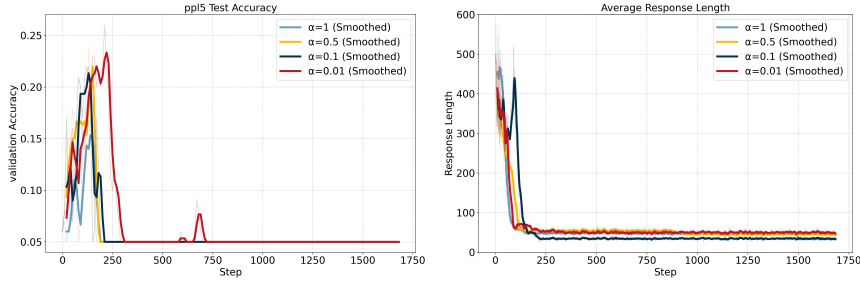 ppl5 Test Accuracy
validation Accuracy
0.25
0.20
0.15
0.10
0.05
α=1 (Smoothed)
α=0.5 (Smoothed)
α=0.1 (Smoothed)
α=0.01 (Smoothed)
0 250 500 750 1000 1250 1500 1750
Step
Average Response Length
Response Length
600
500
400
300
200
100
0
α=1 (Smoothed)
α=0.5 (Smoothed)
α=0.1 (Smoothed)
α=0.01 (Smoothed)
0 250 500 750 1000 1250 1500 1750
Step